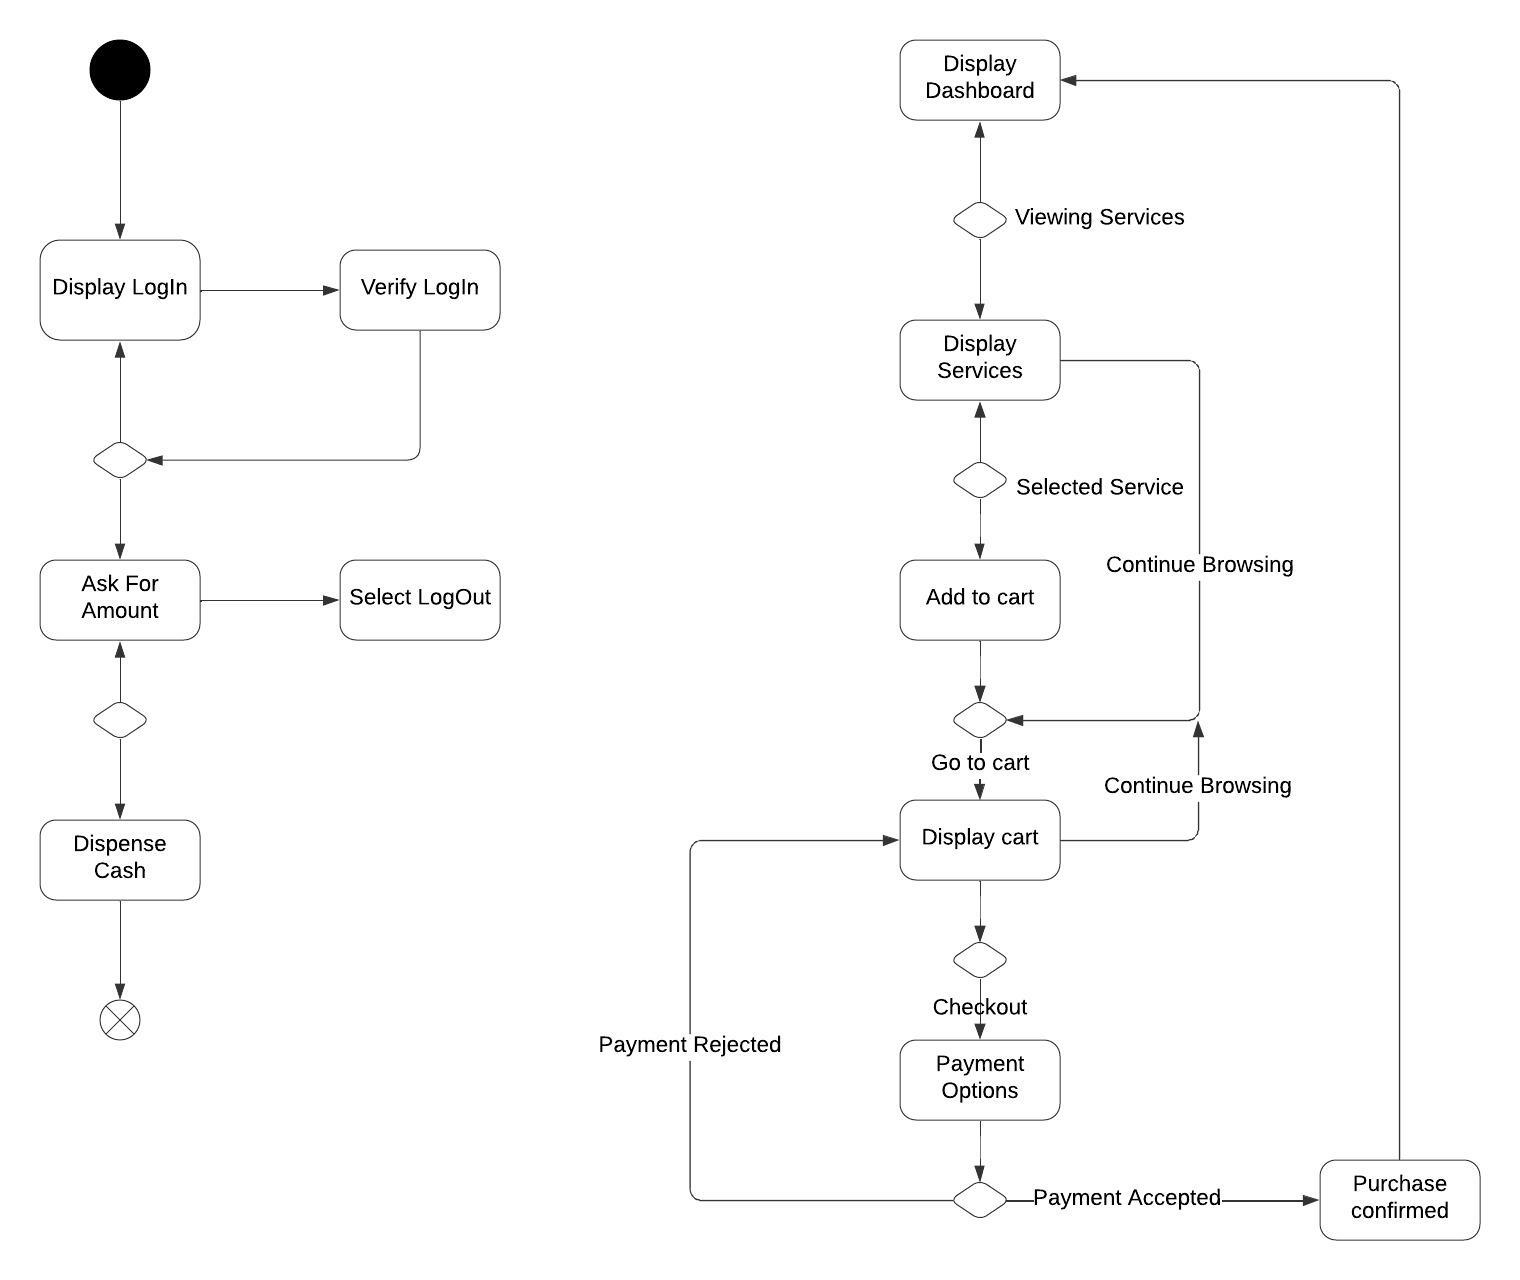 Display LogIn
Verify LogIn
Ask For
Amount
Select LogOut
Dispense
Cash
Display
Dashboard
Viewing Services
Display
Services
Selected Service
Continue Browsing
Add to cart
Go to cart
Continue Browsing
Display cart
Checkout
Payment Rejected
Payment
Options
Payment Accepted
Purchase
confirmed